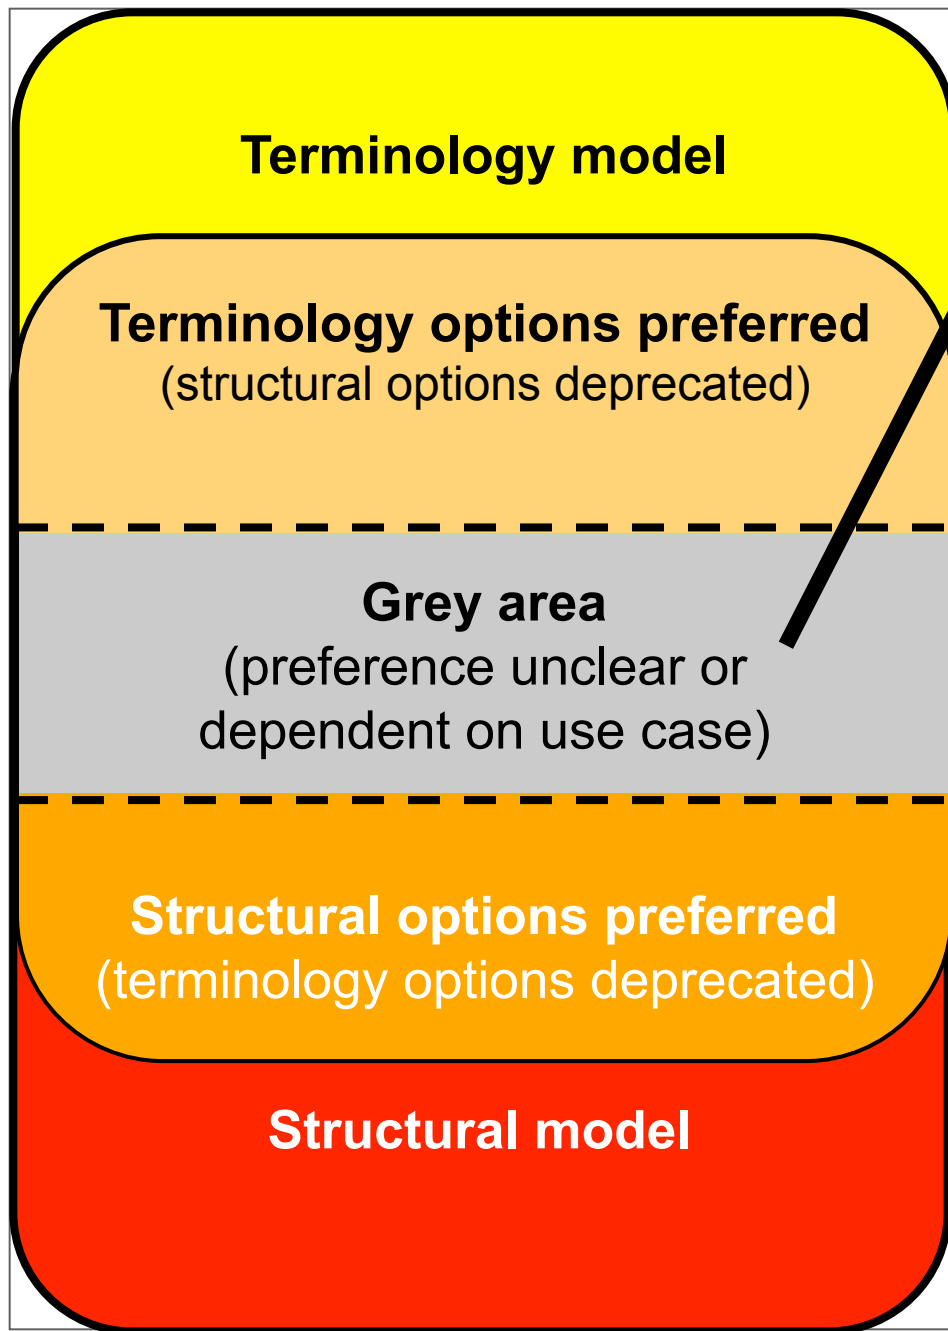 Terminology model
Terminology options preferred
(structural options deprecated)
Grey area
(preference unclear or
dependent on use case)
Structural options preferred
(terminology options deprecated)
Structural model